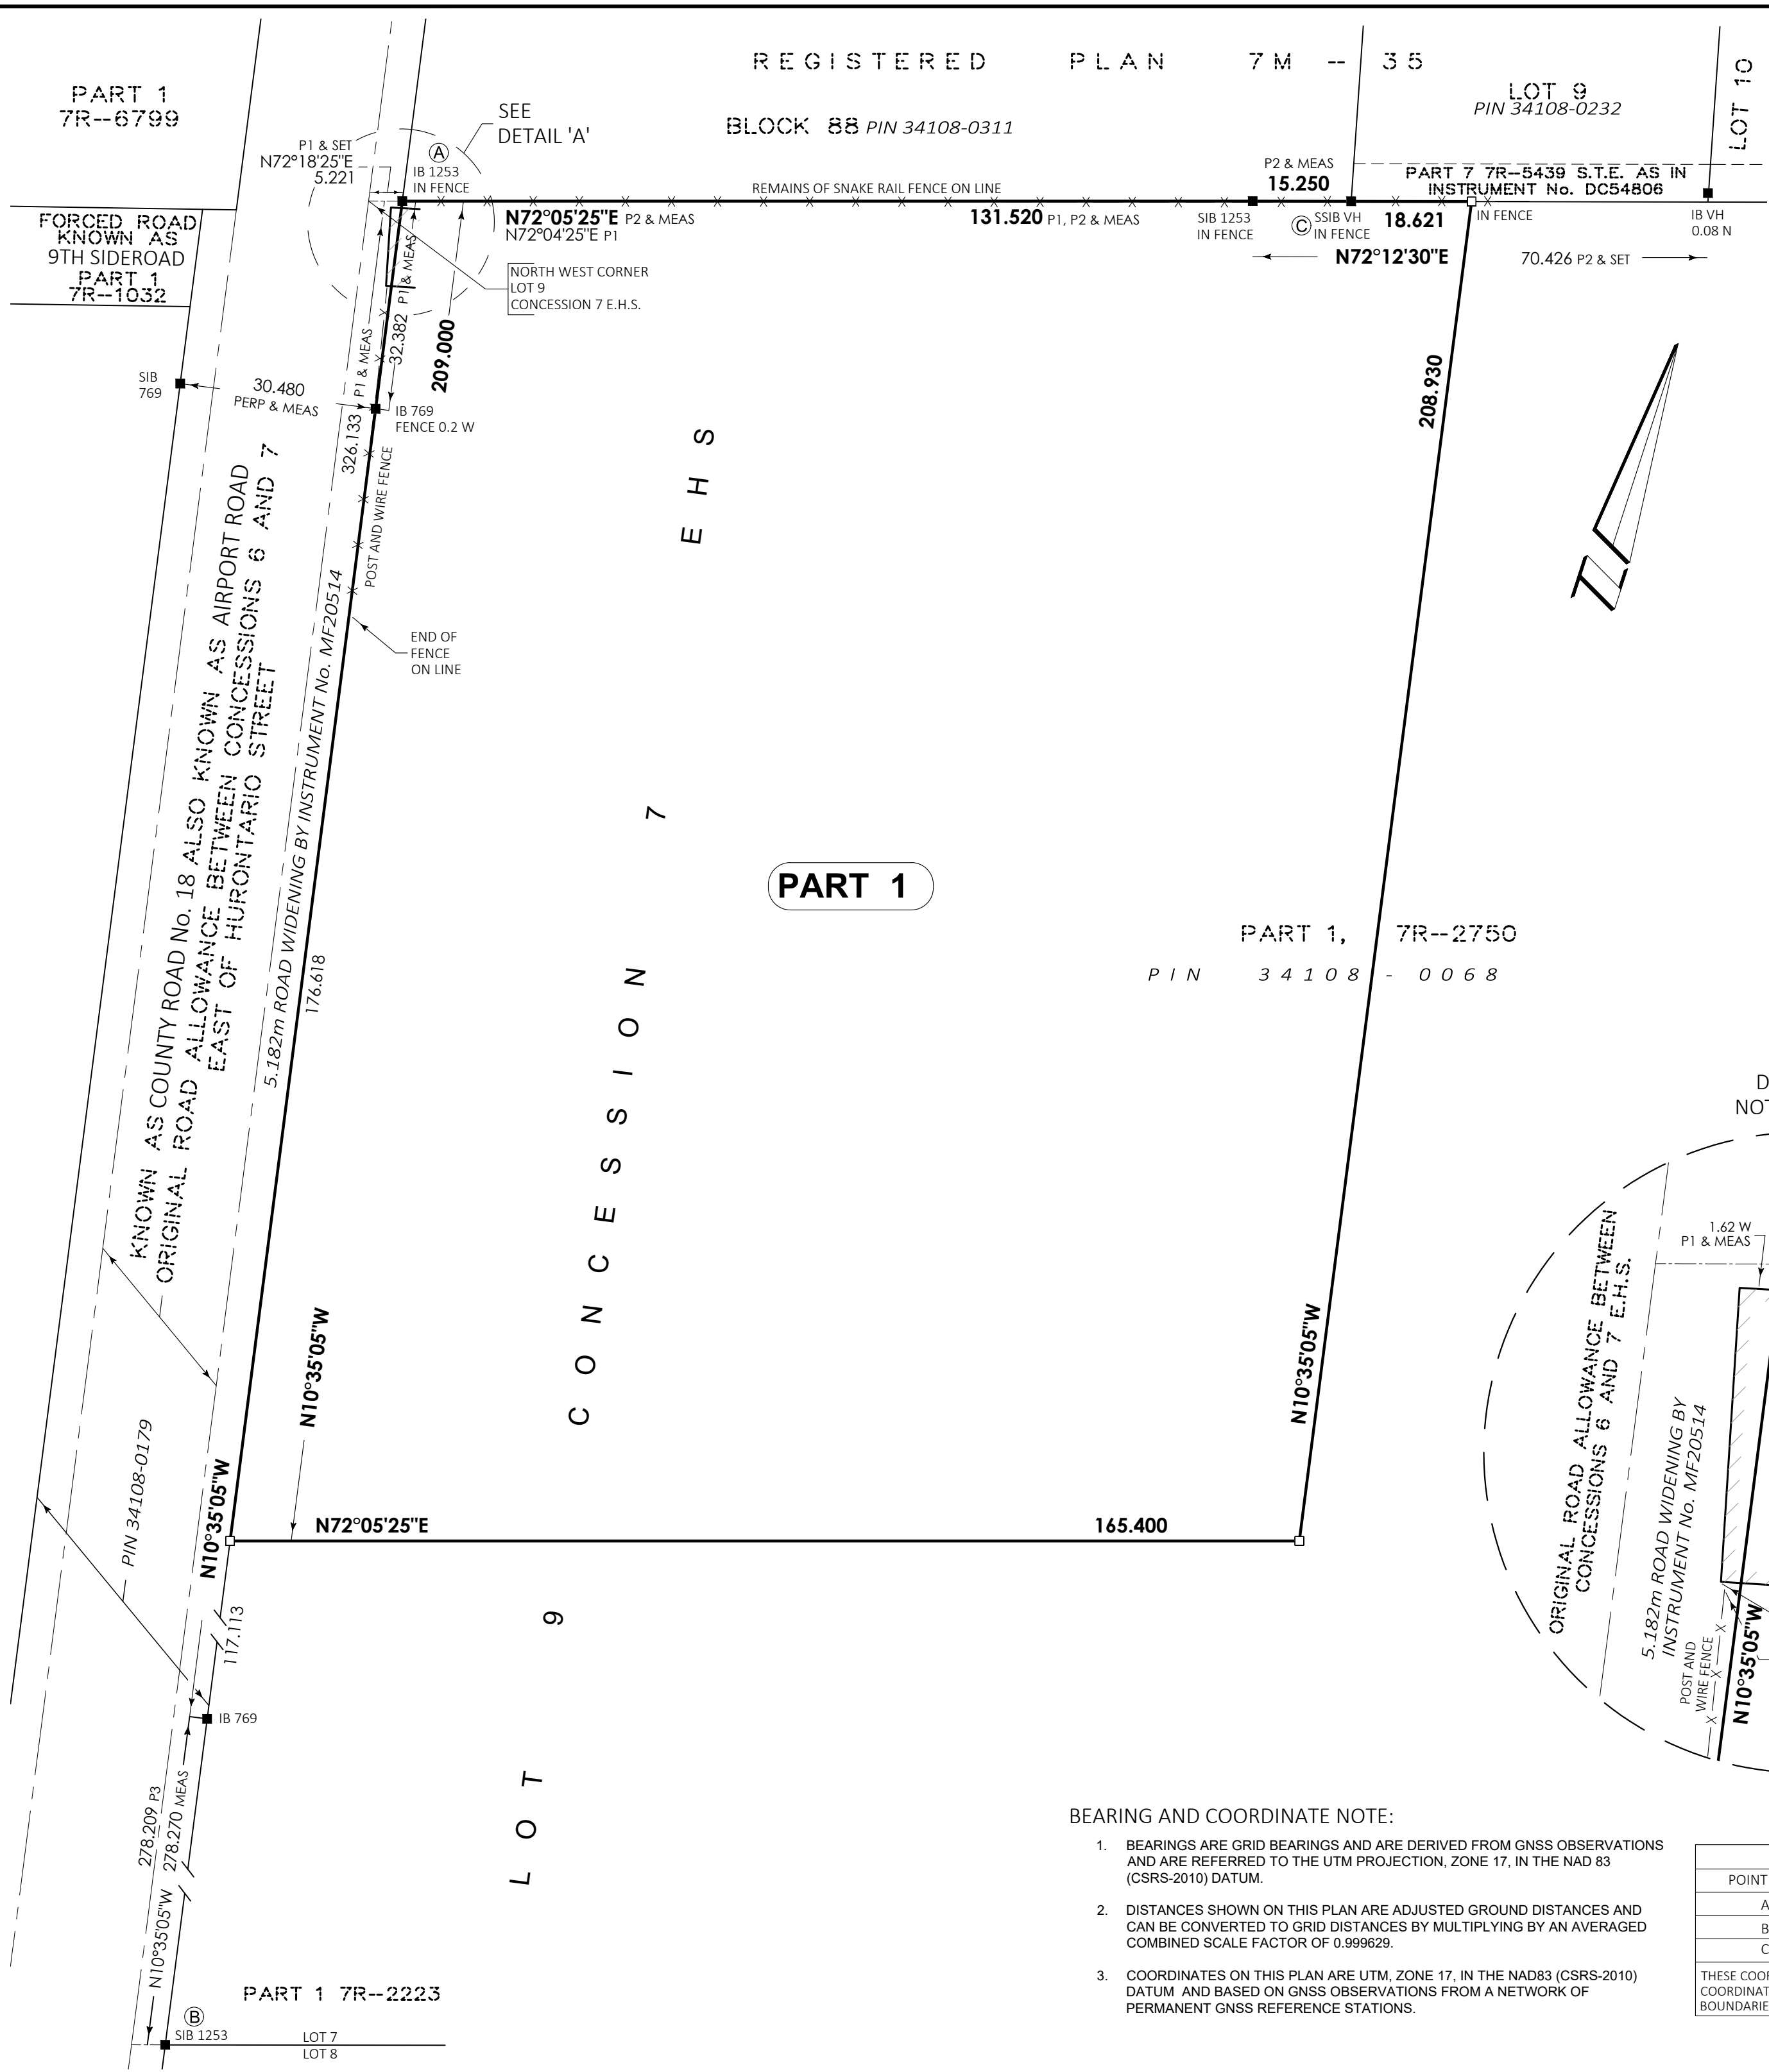 REGISTERED PLAN 7M -- 35
PART 1
7R--6799
SEE
DETAIL 'A'
BLOCK 88 PIN 34108-0311
LOT 9
PIN 34108-0232
LOT 10
P1 & SET
N72°18'25"E
5.221
A
IB 1253
IN FENCE
REMAINS OF SNAKE RAIL FENCE ON LINE
P2 & MEAS
15.250
PART 7 7R--5439 S.T.E. AS IN
INSTRUMENT No. DC54806
FORCED ROAD
KNOWN AS
9TH SIDEROAD
PART 1
7R--1032
N72°05'25"E P2 & MEAS
N72°04'25"E P1
131.520 P1, P2 & MEAS
SIB 1253
IN FENCE
C
SSIB VH
IN FENCE
18.621
IN FENCE
IB VH
0.08 N
N72°12'30"E
70.426 P2 & SET
NORTH WEST CORNER
LOT 9
CONCESSION 7 E.H.S.
32.382 P1 & MEAS
209.000
326.133 P1 & MEAS
SIB
769
30.480
PERP & MEAS
IB 769
FENCE 0.2 W
208.930
POST AND WIRE FENCE
END OF
FENCE
ON LINE
KNOWN AS COUNTY ROAD No. 18 ALSO KNOWN AS AIRPORT ROAD
ORIGINAL ROAD ALLOWANCE BETWEEN CONCESSIONS 6 AND 7
EAST OF HURONTARIO STREET
5.182m ROAD WIDENING BY INSTRUMENT No. MF20514
176.618
LOT 9 CONCESSION 7 EHS
PART 1
PART 1, 7R--2750
PIN 34108 - 0068
N10°35'05"W
N10°35'05"W
N10°35'05"W
PIN 34108-0179
N72°05'25"E
165.400
117.113
IB 769
278.209 P3
278.270 MEAS
N10°35'05"W
PART 1 7R--2223
B
SIB 1253
LOT 7
LOT 8
D
NOT
1.62 W
P1 & MEAS
ORIGINAL ROAD ALLOWANCE BETWEEN
CONCESSIONS 6 AND 7 E.H.S.
5.182m ROAD WIDENING BY
INSTRUMENT No. MF20514
POST AND
WIRE FENCE
N10°35'05"W
BEARING AND COORDINATE NOTE:
1. BEARINGS ARE GRID BEARINGS AND ARE DERIVED FROM GNSS OBSERVATIONS
AND ARE REFERRED TO THE UTM PROJECTION, ZONE 17, IN THE NAD 83
(CSRS-2010) DATUM.
2. DISTANCES SHOWN ON THIS PLAN ARE ADJUSTED GROUND DISTANCES AND
CAN BE CONVERTED TO GRID DISTANCES BY MULTIPLYING BY AN AVERAGED
COMBINED SCALE FACTOR OF 0.999629.
3. COORDINATES ON THIS PLAN ARE UTM, ZONE 17, IN THE NAD83 (CSRS-2010)
DATUM AND BASED ON GNSS OBSERVATIONS FROM A NETWORK OF
PERMANENT GNSS REFERENCE STATIONS.
POINT
A
B
C
THESE COOR
COORDINAT
BOUNDARIE